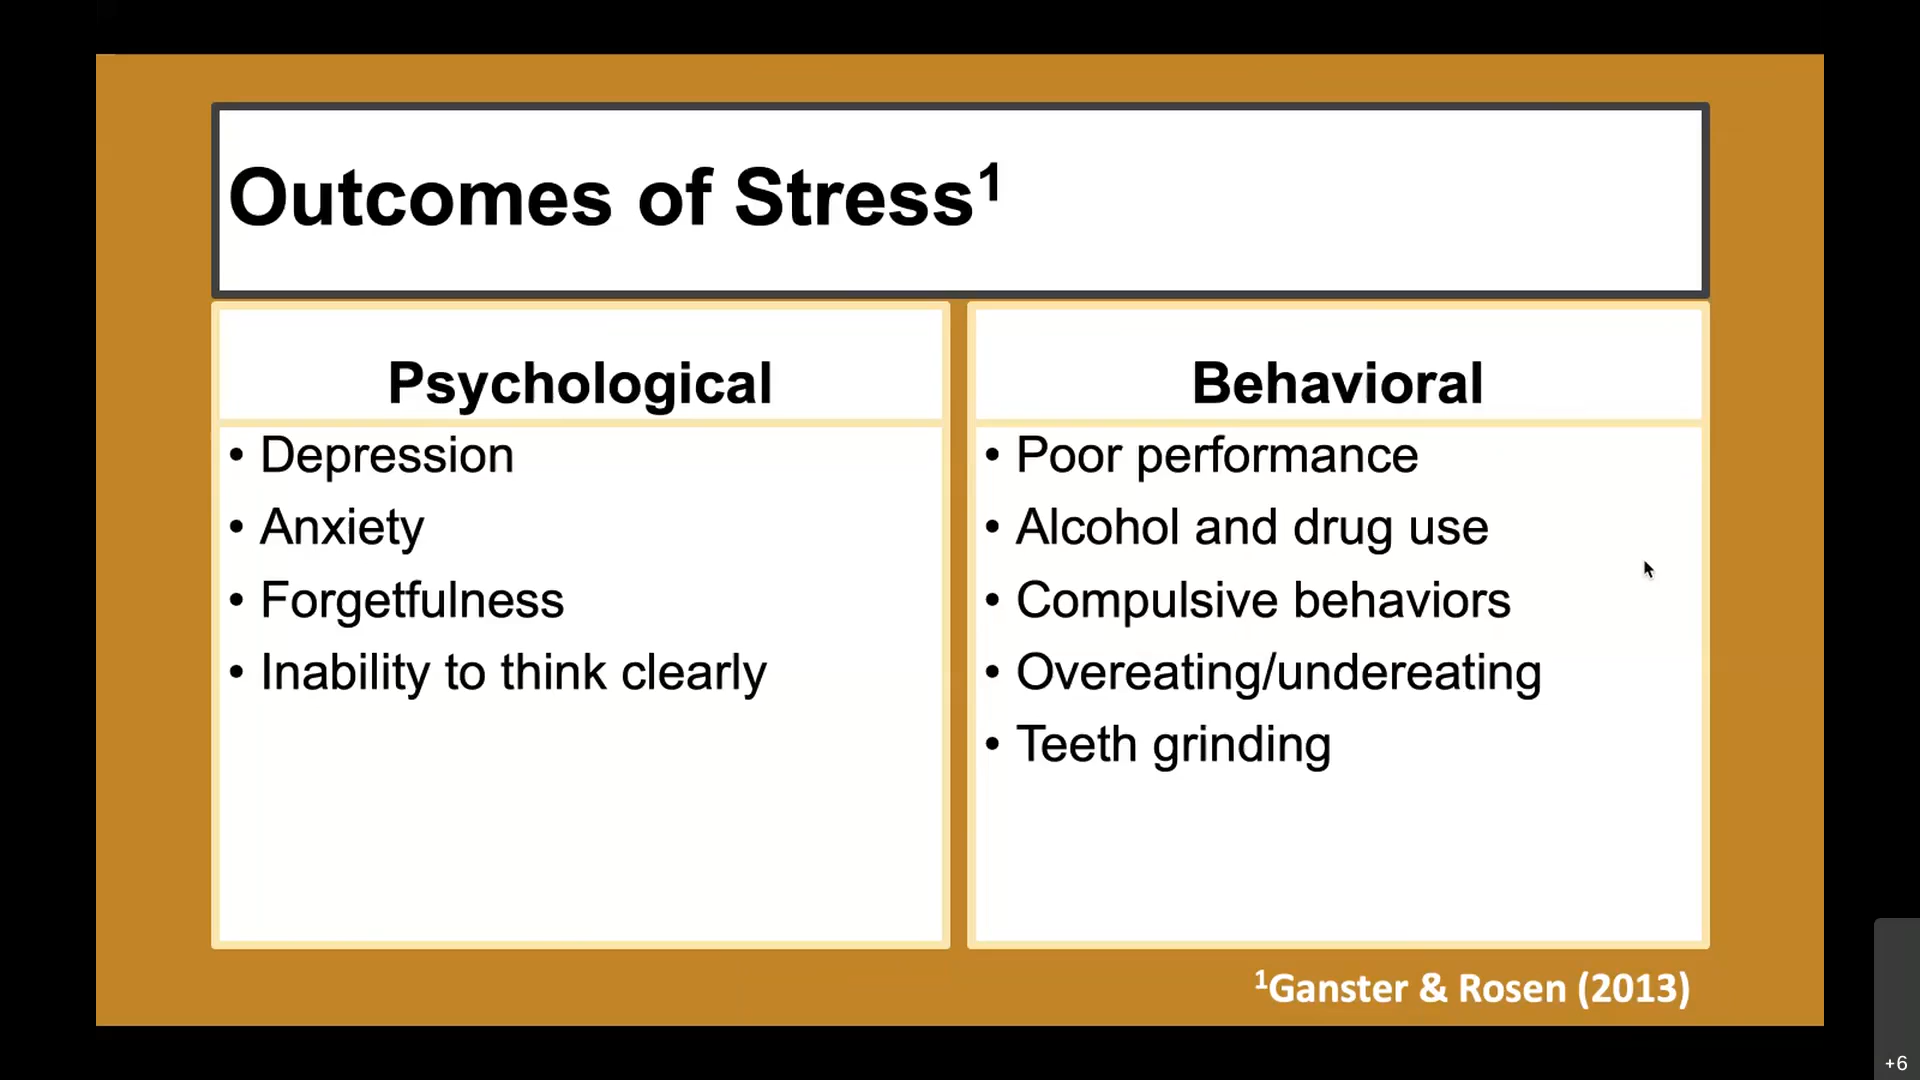 Outcomes of Stress¹
Psychological
• Depression
• Anxiety
• Forgetfulness
• Inability to think clearly
Behavioral
• Poor performance
• Alcohol and drug use
• Compulsive behaviors
• Overeating/undereating
• Teeth grinding
¹Ganster & Rosen (2013)
+6